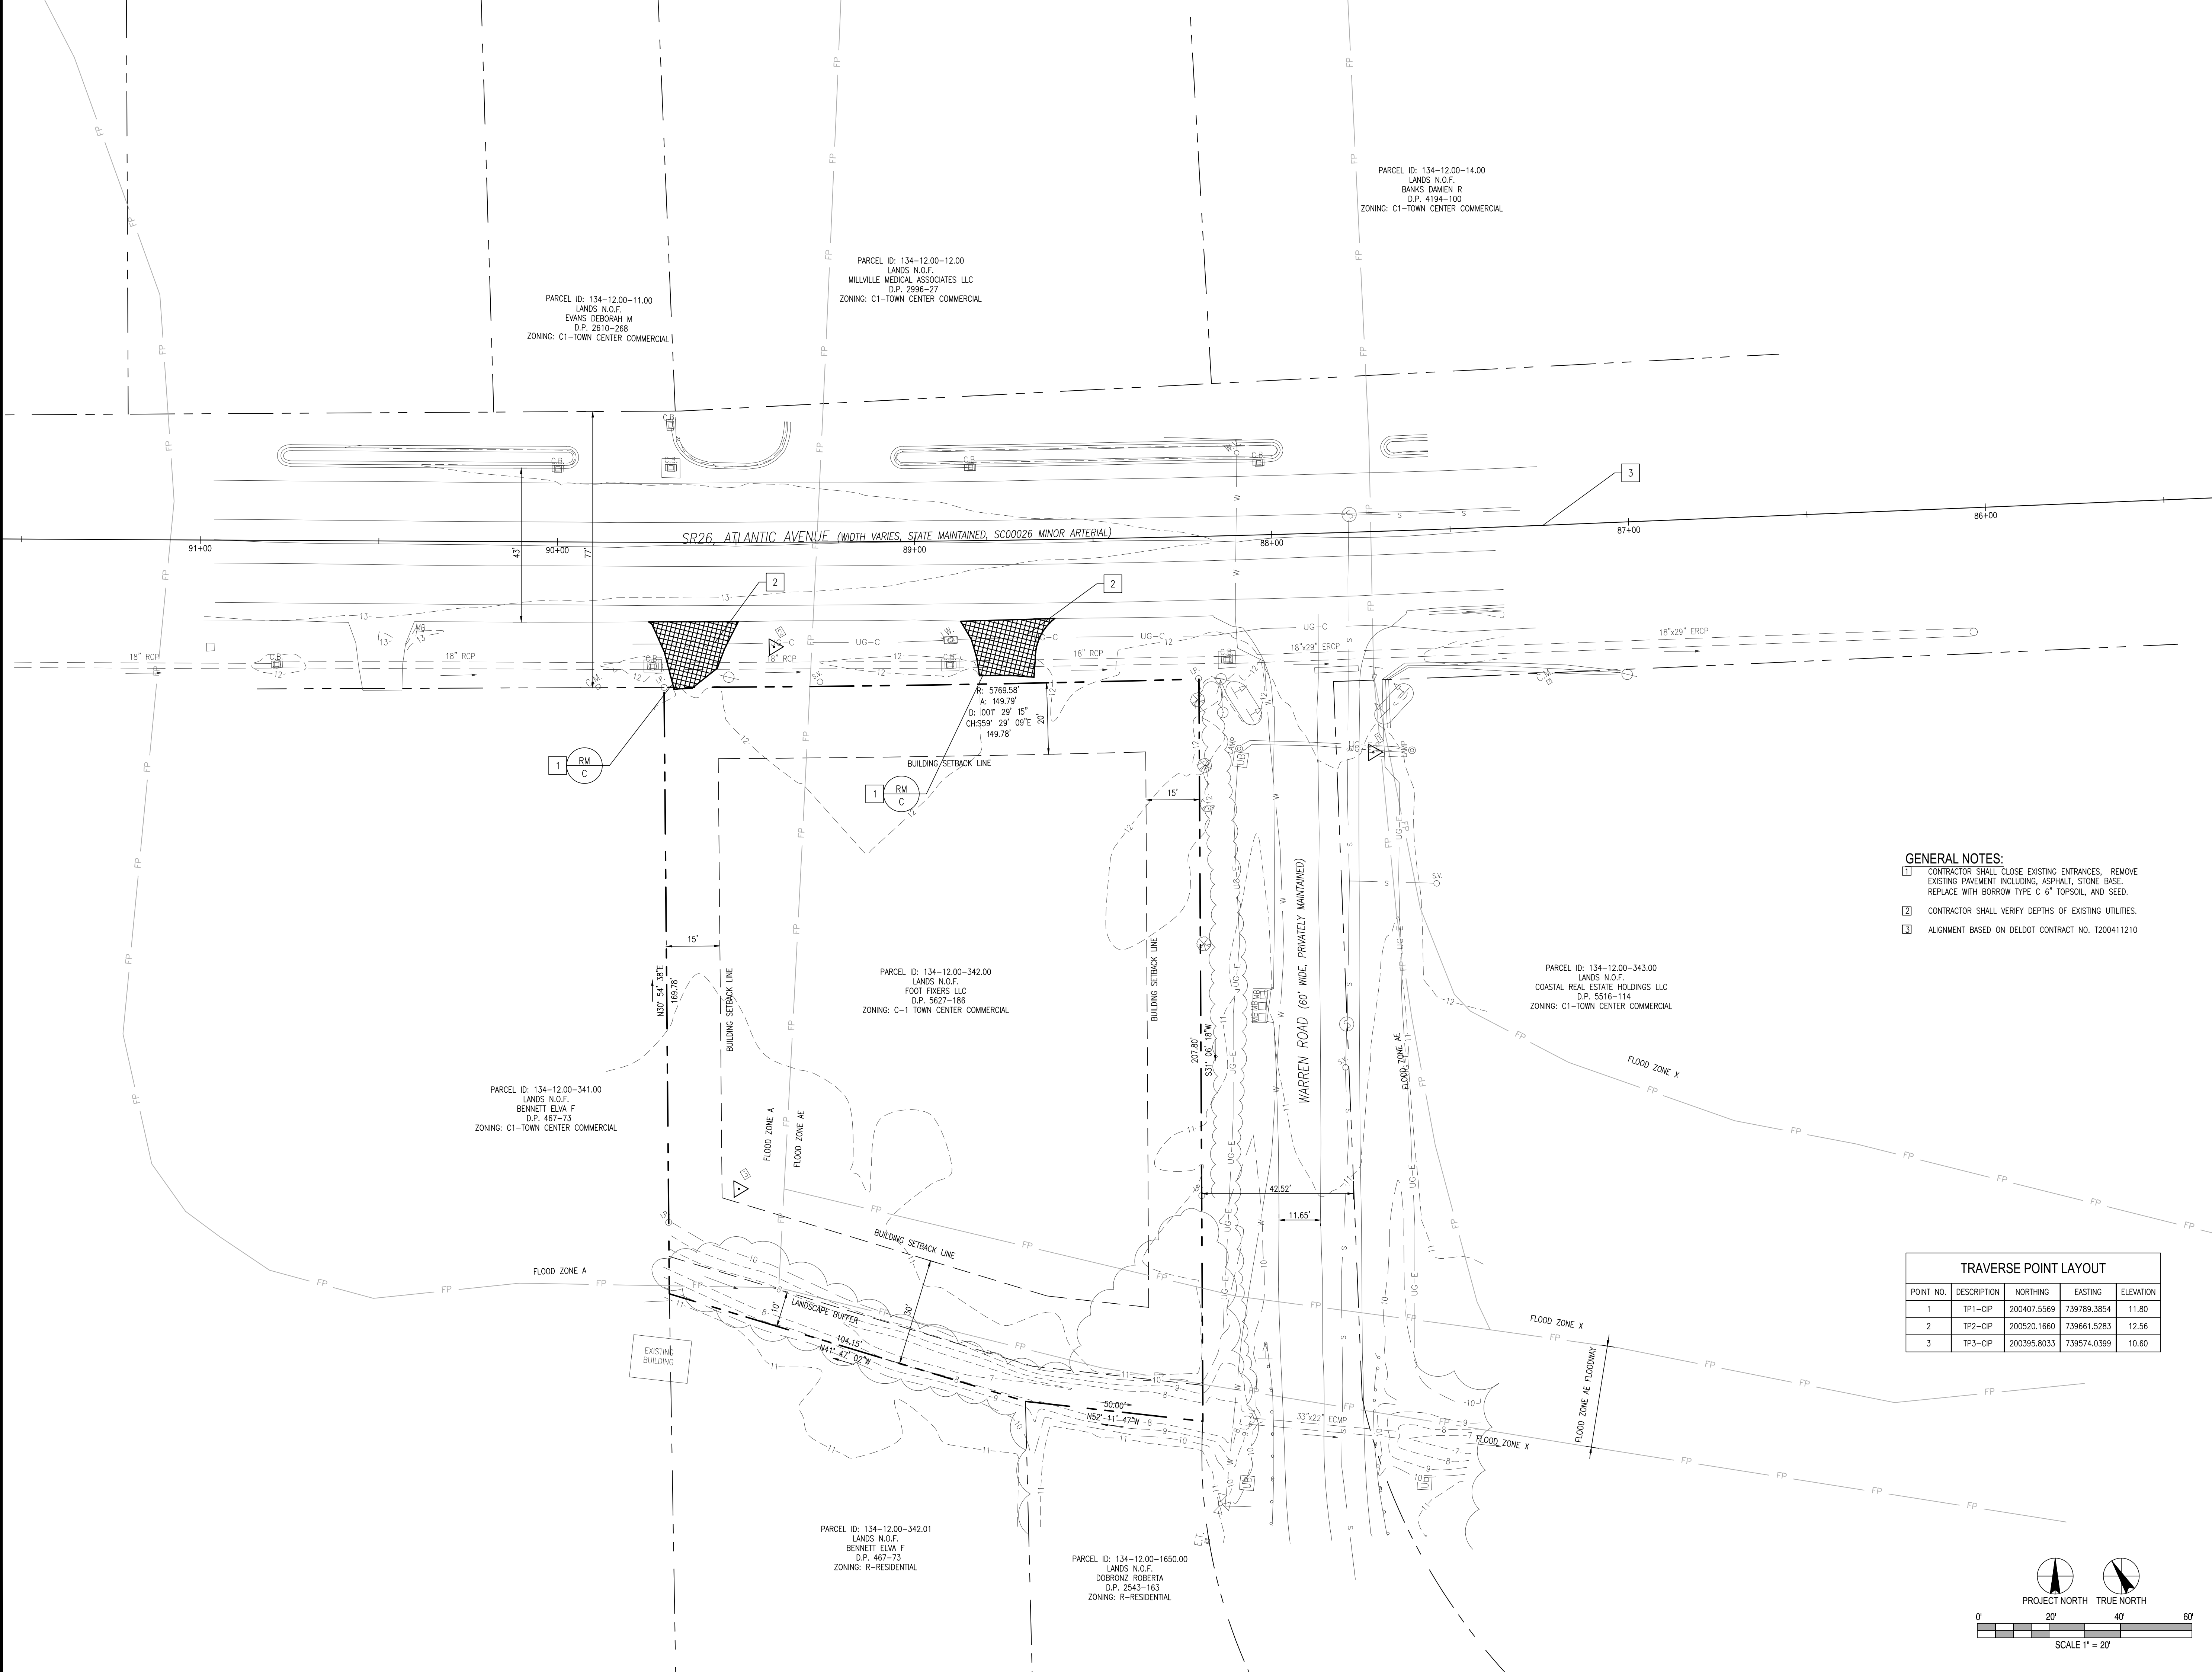 PARCEL ID: 134-12.00-14.00
LANDS N.O.F.
BANKS DAMIEN R
D.P. 4194-100
ZONING: C1-TOWN CENTER COMMERCIAL
PARCEL ID: 134-12.00-12.00
LANDS N.O.F.
MILLVILLE MEDICAL ASSOCIATES LLC
D.P. 2996-27
ZONING: C1-TOWN CENTER COMMERCIAL
PARCEL ID: 134-12.00-11.00
LANDS N.O.F.
EVANS DEBORAH M
D.P. 2610-268
ZONING: C1-TOWN CENTER COMMERCIAL
3
SR26, ATLANTIC AVENUE (WIDTH VARIES, STATE MAINTAINED, SC00026 MINOR ARTERIAL)
91+00
90+00
89+00
88+00
87+00
86+00
43'
77'
2
2
18" RCP
18" RCP
18" RCP
18" RCP
18"x29" ERCP
18"x29" ERCP
UG-C
UG-C
UG-C
R: 5769.58'
A: 149.79'
D: 001° 29' 15"
CH:S59° 29' 09"E
149.78'
20'
1
RM
C
1
RM
C
BUILDING SETBACK LINE
15'
15'
N30° 54' 38"E
169.78'
BUILDING SETBACK LINE
BUILDING SETBACK LINE
207.80'
S31° 06' 18"W
WARREN ROAD (60' WIDE, PRIVATELY MAINTAINED)
PARCEL ID: 134-12.00-342.00
LANDS N.O.F.
FOOT FIXERS LLC
D.P. 5627-186
ZONING: C-1 TOWN CENTER COMMERCIAL
PARCEL ID: 134-12.00-343.00
LANDS N.O.F.
COASTAL REAL ESTATE HOLDINGS LLC
D.P. 5516-114
ZONING: C1-TOWN CENTER COMMERCIAL
PARCEL ID: 134-12.00-341.00
LANDS N.O.F.
BENNETT ELVA F
D.P. 467-73
ZONING: C1-TOWN CENTER COMMERCIAL
FLOOD ZONE A
FLOOD ZONE AE
FLOOD ZONE AE
FLOOD ZONE X
42.52'
11.65'
BUILDING SETBACK LINE
FLOOD ZONE A
LANDSCAPE BUFFER
10'
30'
104.15'
N41° 47' 02"W
50.00'
N52° 11' 47"W
EXISTING
BUILDING
33"x22" ECMP
FLOOD ZONE X
FLOOD ZONE AE FLOODWAY
FLOOD ZONE X
PARCEL ID: 134-12.00-342.01
LANDS N.O.F.
BENNETT ELVA F
D.P. 467-73
ZONING: R-RESIDENTIAL
PARCEL ID: 134-12.00-1650.00
LANDS N.O.F.
DOBRONZ ROBERTA
D.P. 2543-163
ZONING: R-RESIDENTIAL
GENERAL NOTES:
1 CONTRACTOR SHALL CLOSE EXISTING ENTRANCES, REMOVE
EXISTING PAVEMENT INCLUDING, ASPHALT, STONE BASE.
REPLACE WITH BORROW TYPE C 6" TOPSOIL, AND SEED.
2 CONTRACTOR SHALL VERIFY DEPTHS OF EXISTING UTILITIES.
3 ALIGNMENT BASED ON DELDOT CONTRACT NO. T200411210
TRAVERSE POINT LAYOUT
POINT NO. DESCRIPTION NORTHING EASTING ELEVATION
1 TP1-CIP 200407.5569 739789.3854 11.80
2 TP2-CIP 200520.1660 739661.5283 12.56
3 TP3-CIP 200395.8033 739574.0399 10.60
PROJECT NORTH TRUE NORTH
0' 20' 40' 60'
SCALE 1" = 20'